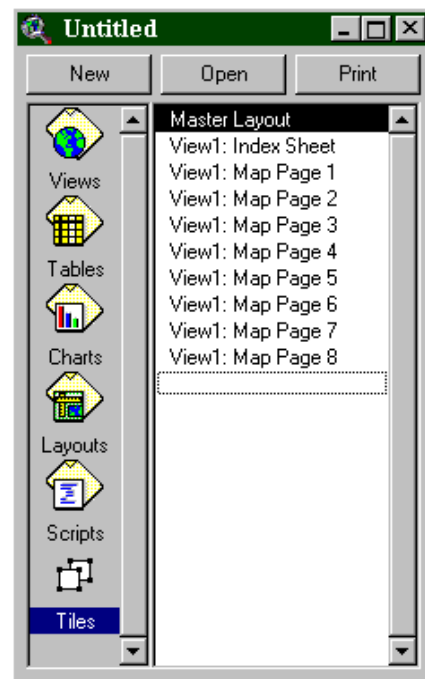 Untitled
New Open Print
Views
Tables
Charts
Layouts
Scripts
Tiles
Master Layout
View1: Index Sheet
View1: Map Page 1
View1: Map Page 2
View1: Map Page 3
View1: Map Page 4
View1: Map Page 5
View1: Map Page 6
View1: Map Page 7
View1: Map Page 8